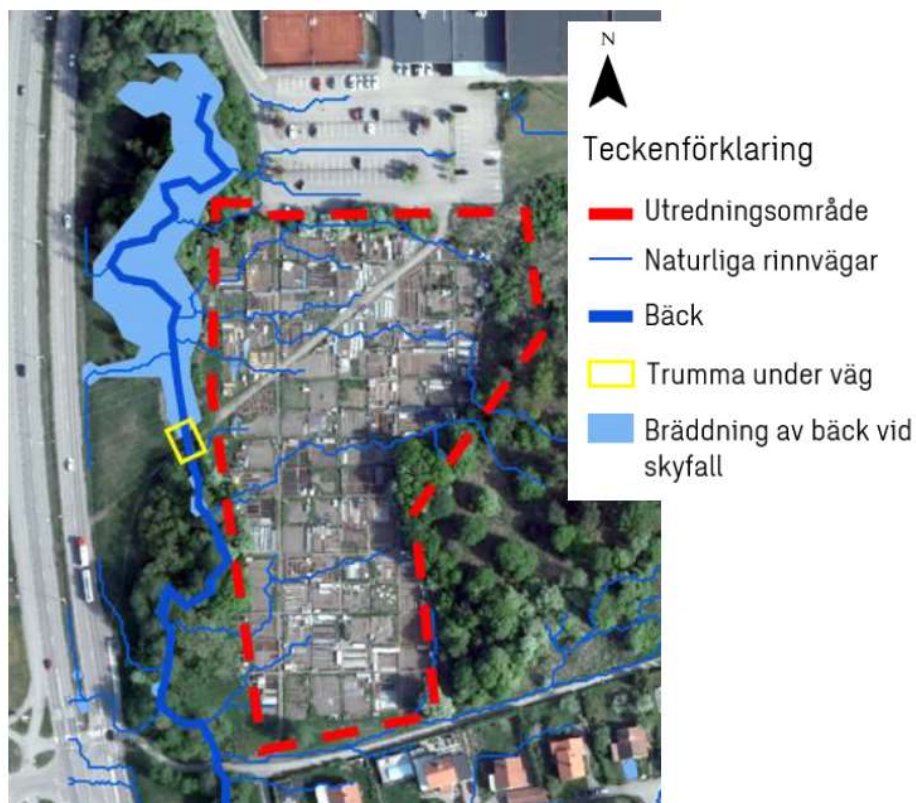 N
Teckenförklaring
Utredningsområde
Naturliga rinnvägar
Bäck
Trumma under väg
Bräddning av bäck vid
skyfall